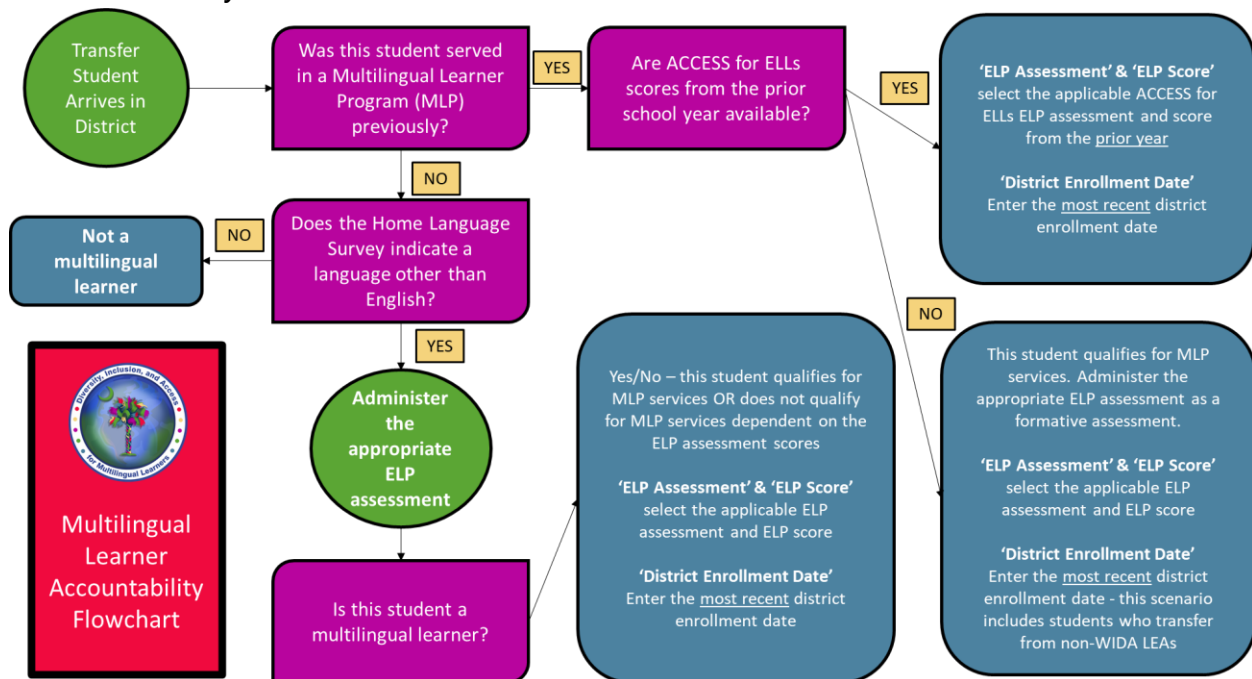 Transfer
Student
Arrives in
District
Was this student served
in a Multilingual Learner
Program (MLP)
previously?
YES
Are ACCESS for ELLs
scores from the prior
school year available?
YES
'ELP Assessment' & 'ELP Score'
select the applicable ACCESS for
ELLs ELP assessment and score
from the prior year
'District Enrollment Date'
Enter the most recent district
enrollment date
NO
Does the Home Language
Survey indicate a
language other than
English?
NO
Not a
multilingual
learner
YES
Administer
the
appropriate
ELP
assessment
Is this student a
multilingual learner?
Yes/No – this student qualifies for
MLP services OR does not qualify
for MLP services dependent on the
ELP assessment scores
'ELP Assessment' & 'ELP Score'
select the applicable ELP
assessment and ELP score
'District Enrollment Date'
Enter the most recent district
enrollment date
NO
This student qualifies for MLP
services. Administer the
appropriate ELP assessment as a
formative assessment.
'ELP Assessment' & 'ELP Score'
select the applicable ELP
assessment and ELP score
'District Enrollment Date'
Enter the most recent district
enrollment date - this scenario
includes students who transfer
from non-WIDA LEAs
Diversity, Inclusion, and Access
for Multilingual Learners
Multilingual
Learner
Accountability
Flowchart